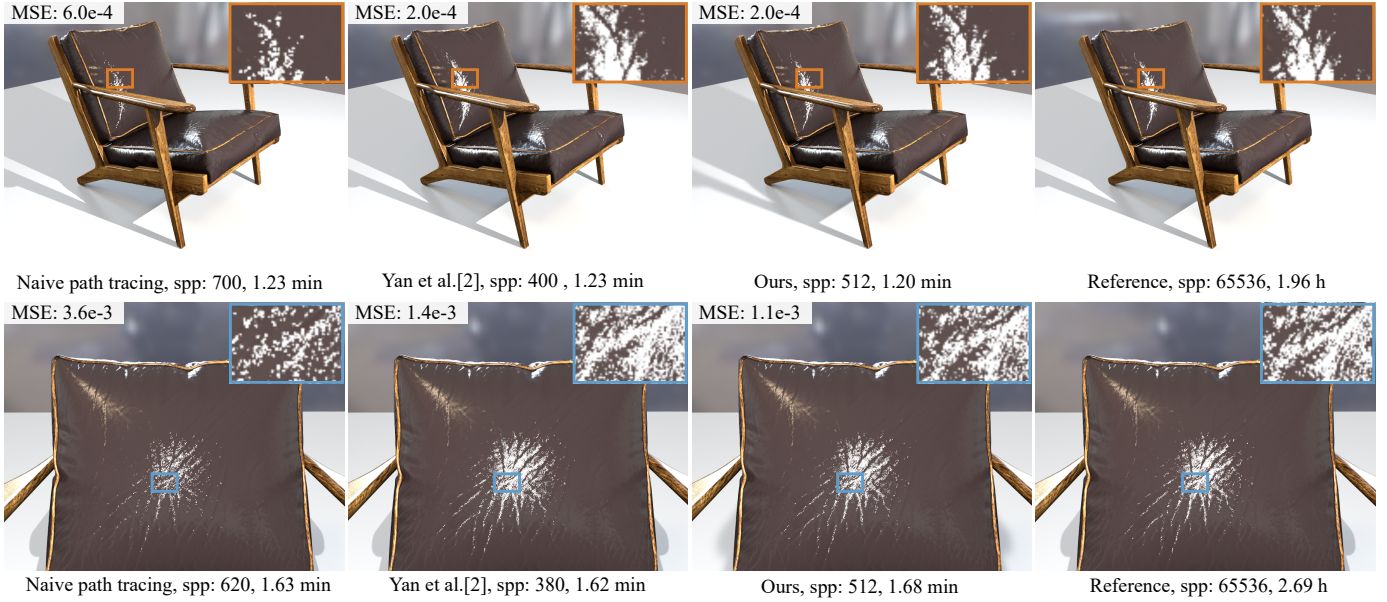 MSE: 6.0e-4
MSE: 2.0e-4
MSE: 2.0e-4
Naive path tracing, spp: 700, 1.23 min
Yan et al.[2], spp: 400 , 1.23 min
Ours, spp: 512, 1.20 min
Reference, spp: 65536, 1.96 h
MSE: 3.6e-3
MSE: 1.4e-3
MSE: 1.1e-3
Naive path tracing, spp: 620, 1.63 min
Yan et al.[2], spp: 380, 1.62 min
Ours, spp: 512, 1.68 min
Reference, spp: 65536, 2.69 h